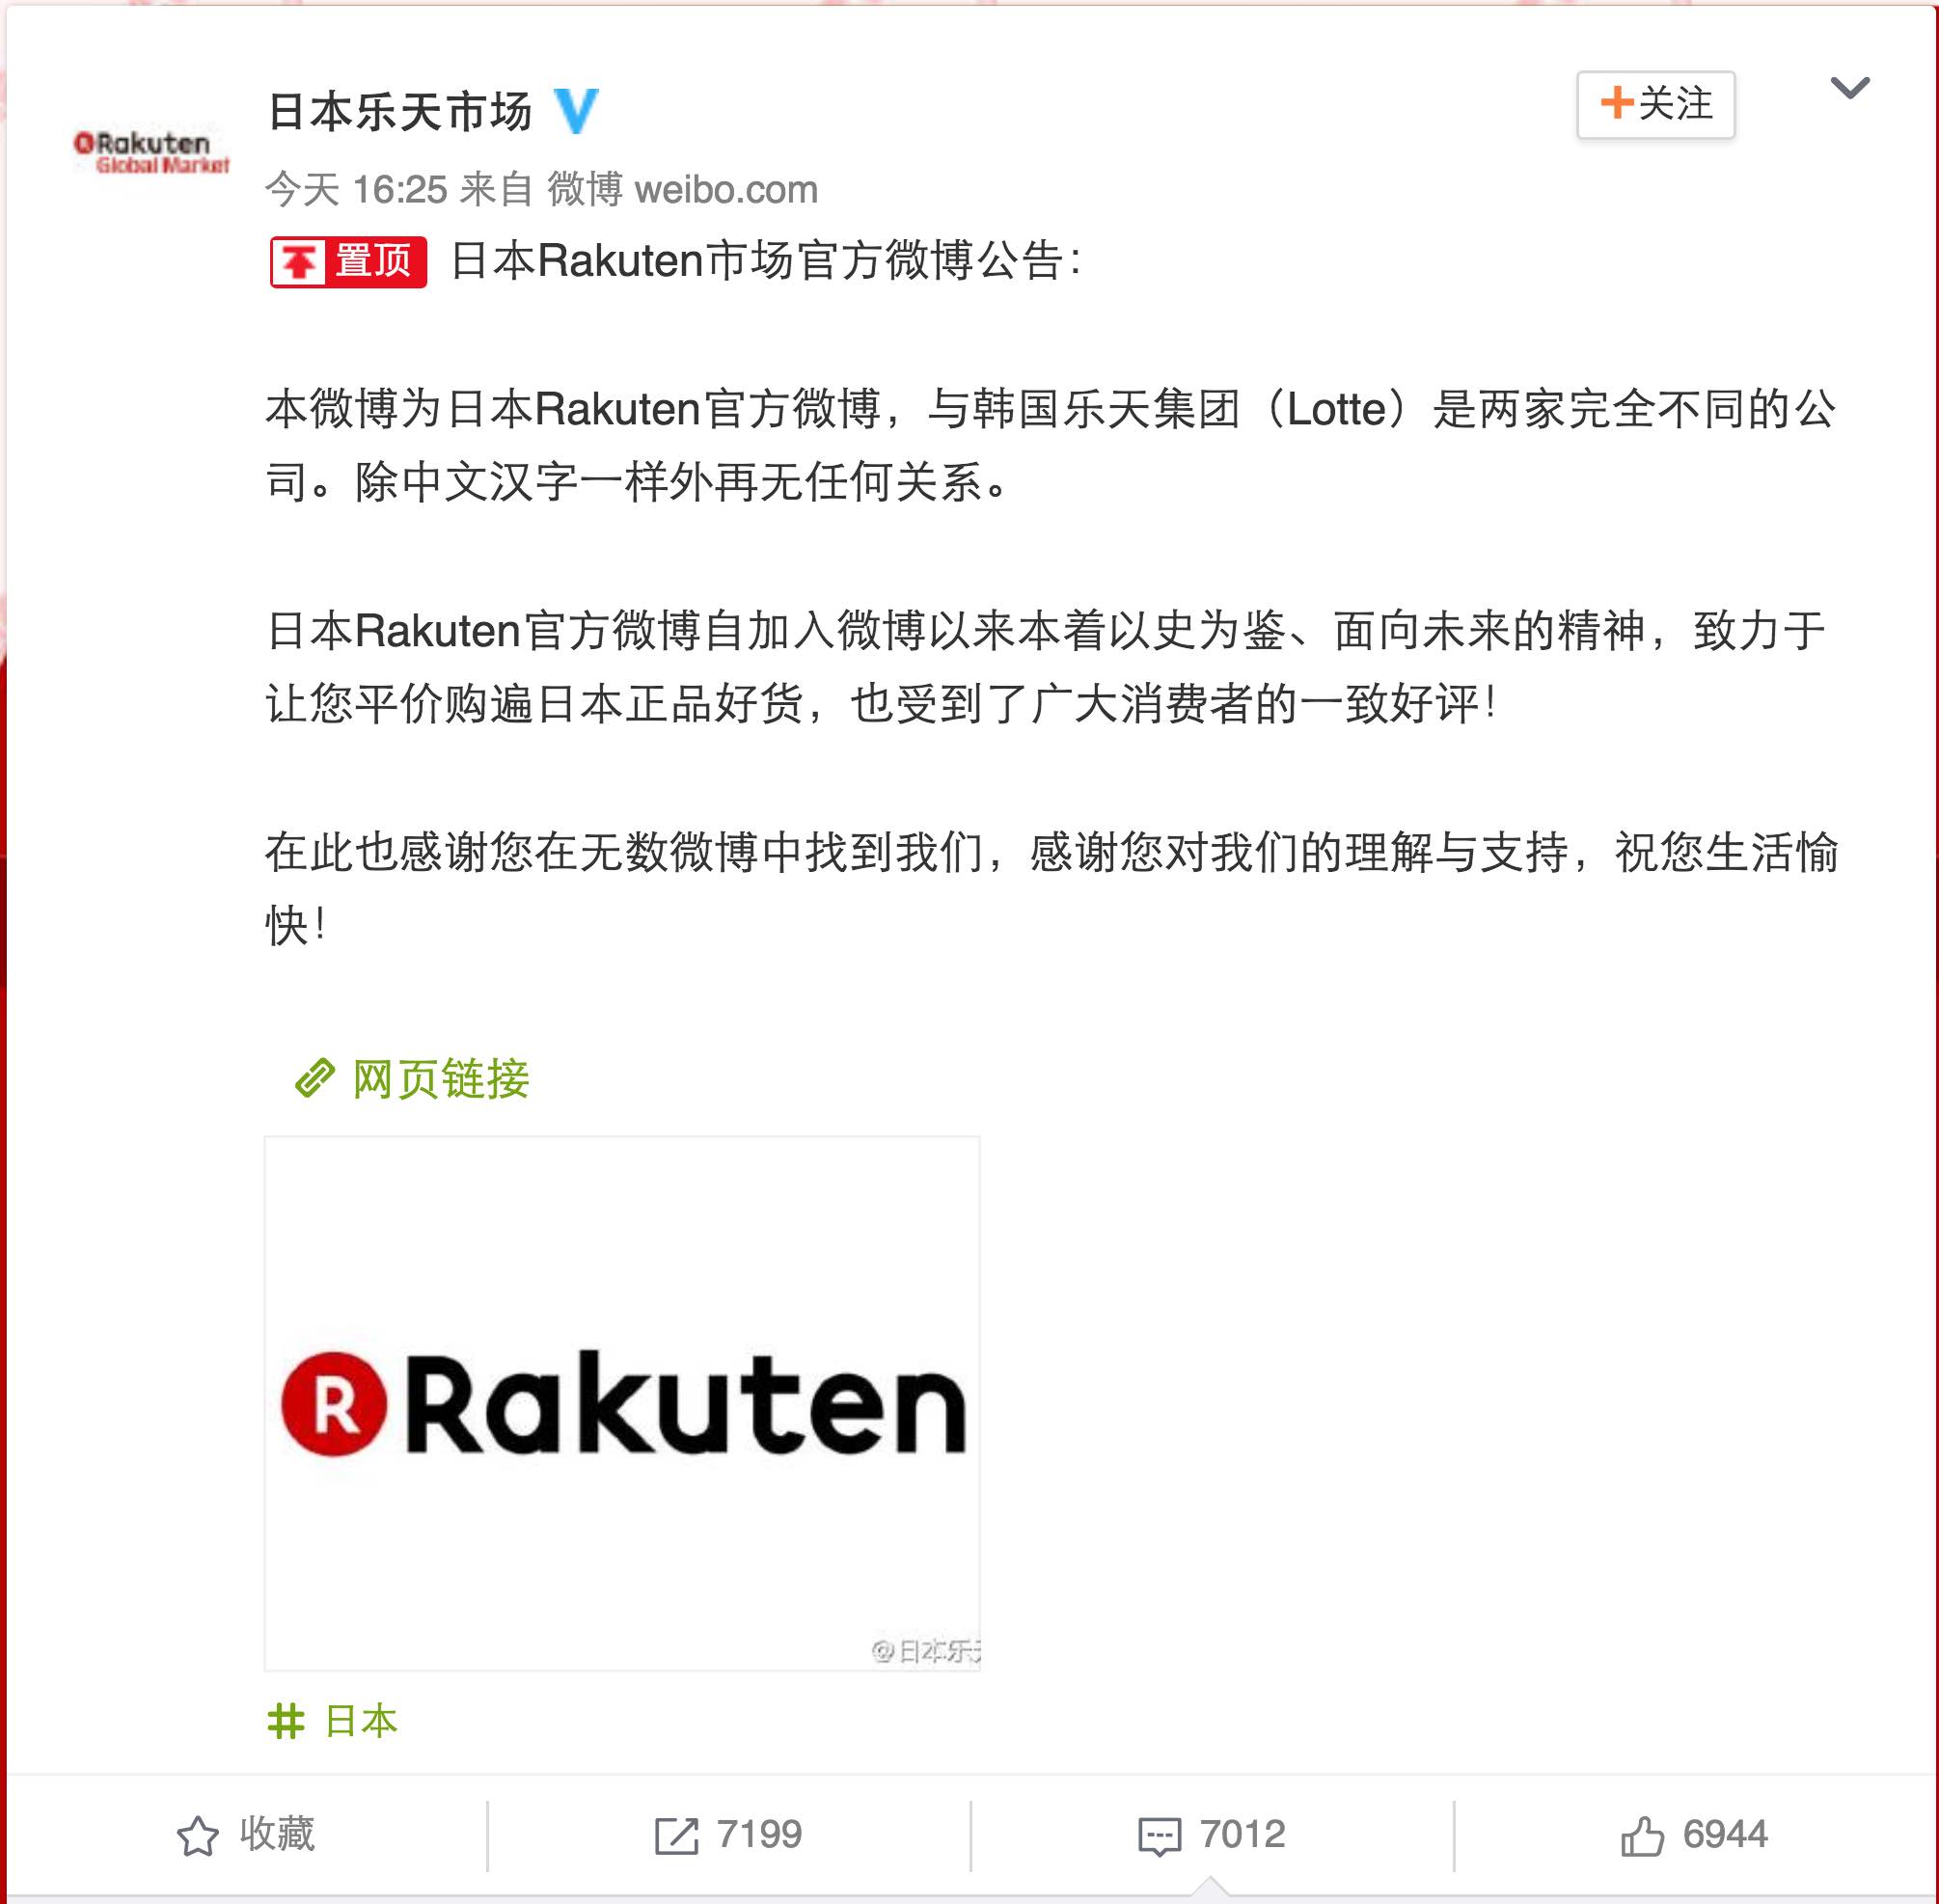 日本乐天市场
Rakuten
Global Market
+关注
今天 16:25 来自 微博 weibo.com
置顶 日本Rakuten市场官方微博公告：
本微博为日本Rakuten官方微博，与韩国乐天集团（Lotte）是两家完全不同的公
司。除中文汉字一样外再无任何关系。
日本Rakuten官方微博自加入微博以来本着以史为鉴、面向未来的精神，致力于
让您平价购遍日本正品好货，也受到了广大消费者的一致好评！
在此也感谢您在无数微博中找到我们，感谢您对我们的理解与支持，祝您生活愉
快！
网页链接
R Rakuten
@日本乐
# 日本
收藏 7199 7012 6944